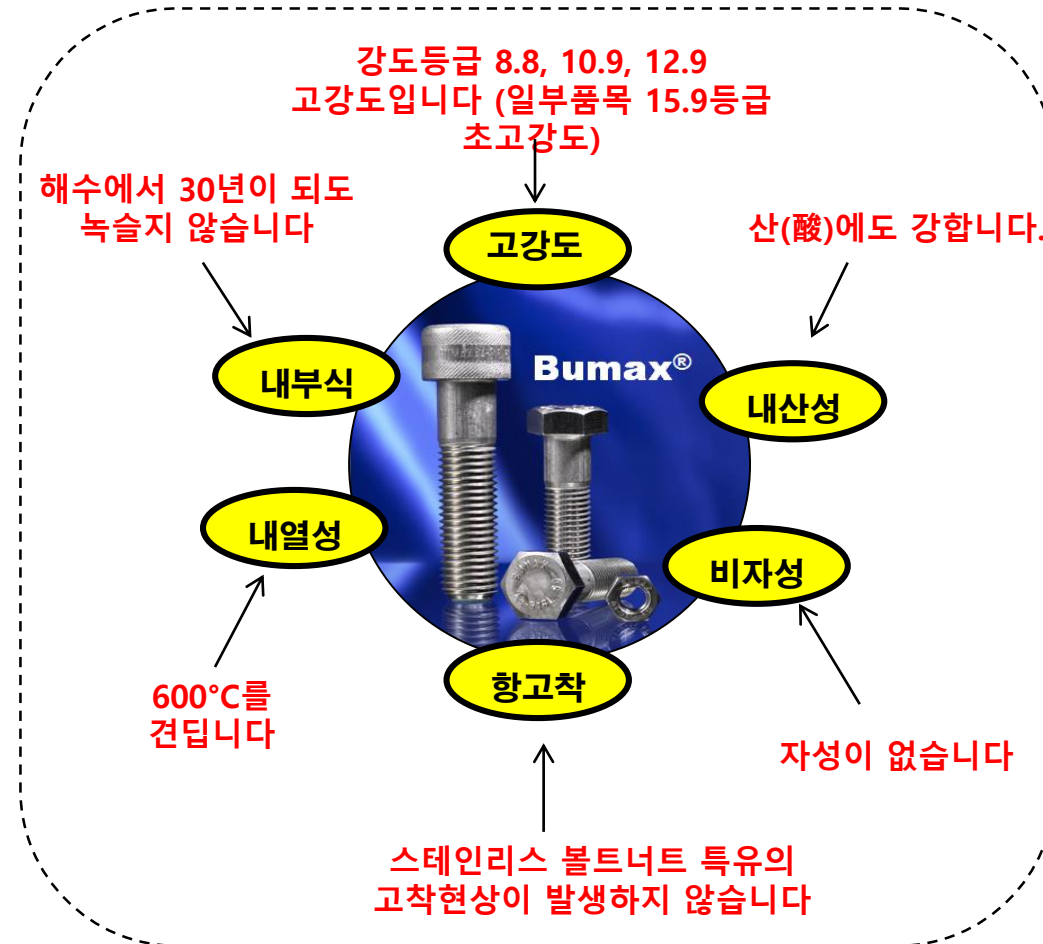 강도등급 8.8, 10.9, 12.9
고강도입니다 (일부품목 15.9등급
초고강도)
해수에서 30년이 되도
녹슬지 않습니다
산(酸)에도 강합니다.
고강도
Bumax®
내부식
내산성
내열성
비자성
항고착
600°C를
견딥니다
자성이 없습니다
스테인리스 볼트너트 특유의
고착현상이 발생하지 않습니다